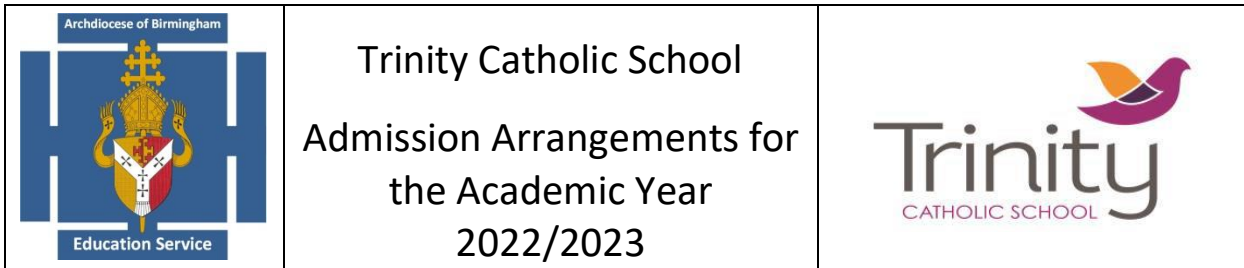 Archdiocese of Birmingham
Education Service
Trinity Catholic School
Admission Arrangements for
the Academic Year
2022/2023
Trinity
CATHOLIC SCHOOL